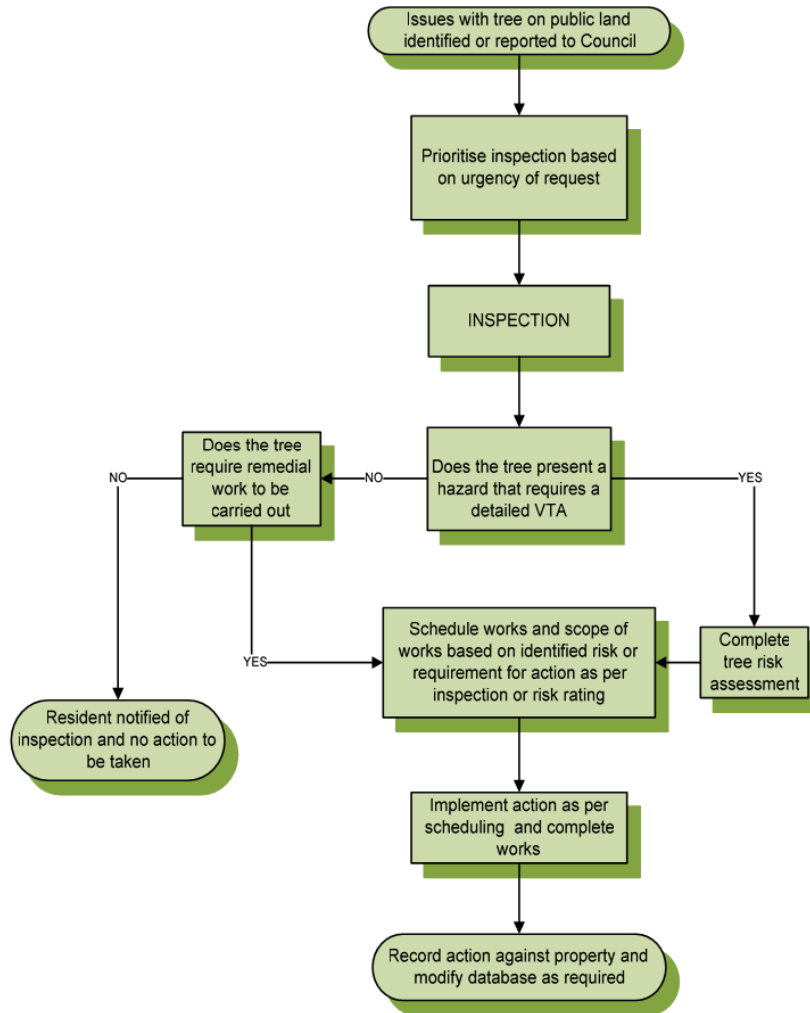 Issues with tree on public land
identified or reported to Council
Prioritise inspection based
on urgency of request
INSPECTION
Does the tree
require remedial
work to be
carried out
NO
NO
Does the tree present a
hazard that requires a
detailed VTA
YES
YES
Schedule works and scope of
works based on identified risk or
requirement for action as per
inspection or risk rating
Complete
tree risk
assessment
Resident notified of
inspection and no action to
be taken
Implement action as per
scheduling and complete
works
Record action against property and
modify database as required